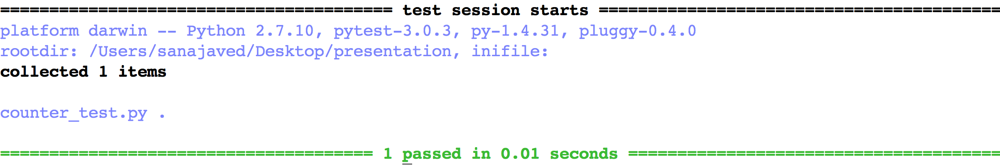 ======================================== test session starts =========================================
platform darwin -- Python 2.7.10, pytest-3.0.3, py-1.4.31, pluggy-0.4.0
rootdir: /Users/sanajaved/Desktop/presentation, inifile:
collected 1 items
counter_test.py .
====================================== 1 passed in 0.01 seconds ======================================